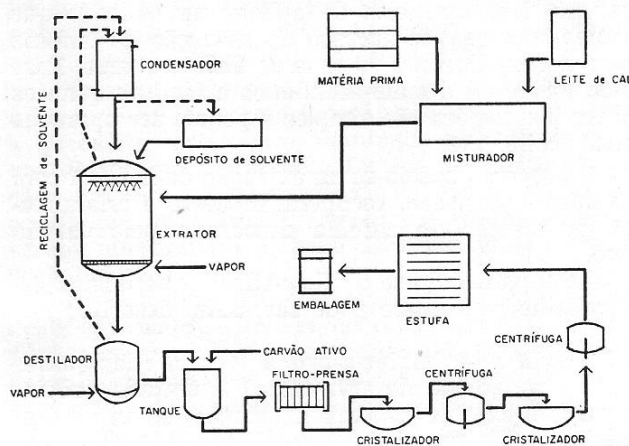 CONDENSADOR
MATÉRIA PRIMA
LEITE de CAL
RECICLAGEM de SOLVENTE
DEPÓSITO de SOLVENTE
MISTURADOR
EXTRATOR
VAPOR
EMBALAGEM
ESTUFA
CENTRÍFUGA
DESTILADOR
CARVÃO ATIVO
FILTRO-PRENSA
CENTRÍFUGA
VAPOR
TANQUE
CRISTALIZADOR
CRISTALIZADOR